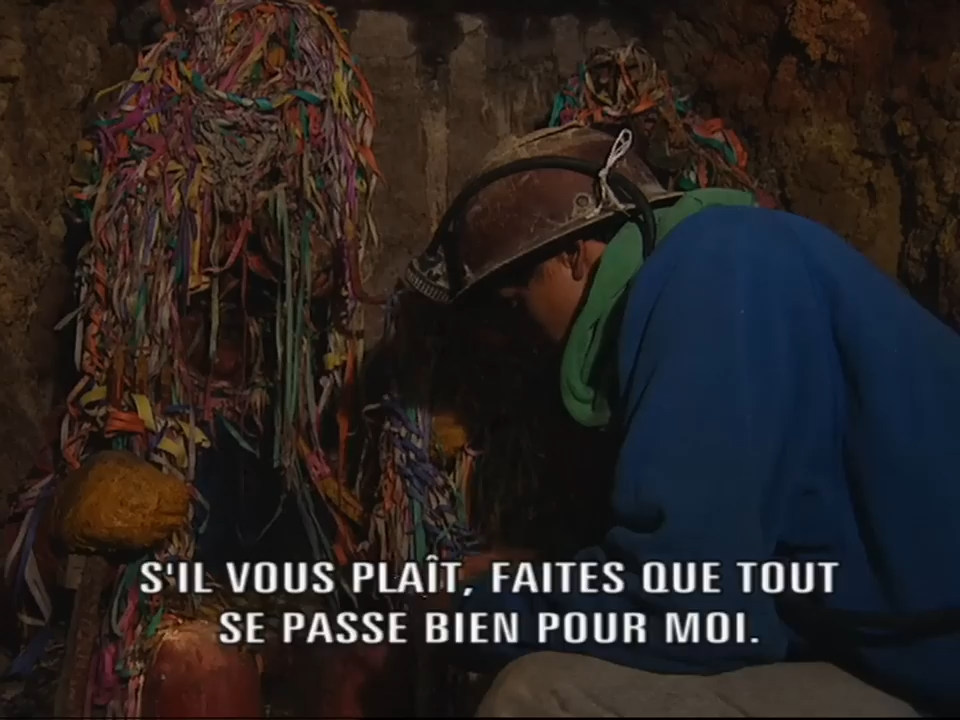 S'IL VOUS PLAÎT, FAITES QUE TOUT
SE PASSE BIEN POUR MOI.